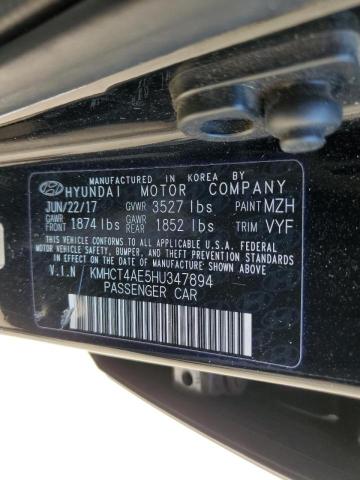 MANUFACTURED IN KOREA BY
HYUNDAI MOTOR COMPANY
JUN/22/17 GVWR 3527 lbs PAINT MZH
GAWR FRONT 1874 lbs GAWR REAR 1852 lbs TRIM VYF
THIS VEHICLE CONFORMS TO ALL APPLICABLE U.S.A. FEDERAL
MOTOR VEHICLE SAFETY, BUMPER, AND THEFT PREVENTION STANDARDS
IN EFFECT ON THE DATE OF MANUFACTURE SHOWN ABOVE.
V.I.N / KMHCT4AE5HU347894
PASSENGER CAR